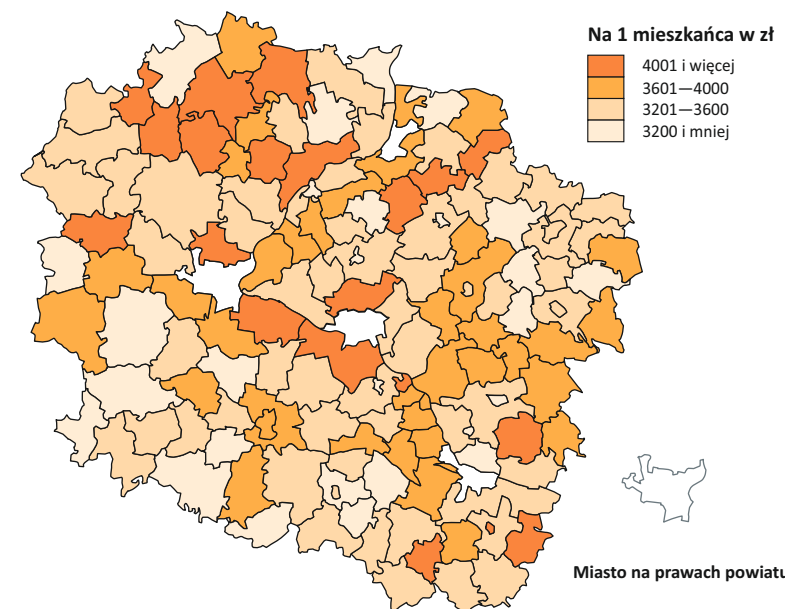 Na 1 mieszkańca w zł
4001 i więcej
3601—4000
3201—3600
3200 i mniej
Miasto na prawach powiatu